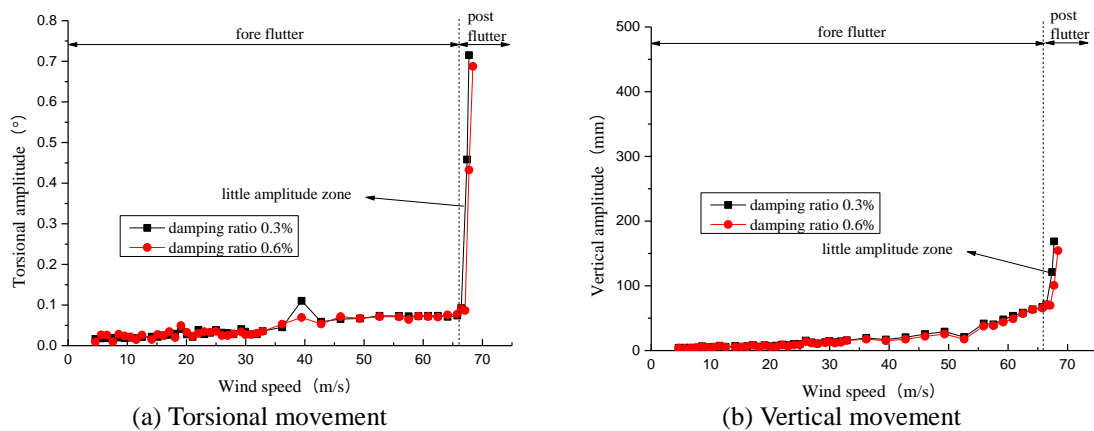 fore flutter
post
flutter
0.8
0.7
0.6
0.5
0.4
0.3
0.2
0.1
0.0
Torsional amplitude (°)
little amplitude zone
damping ratio 0.3%
damping ratio 0.6%
0 10 20 30 40 50 60 70
Wind speed (m/s)
(a) Torsional movement
fore flutter
post
flutter
500
400
300
200
100
0
Vertical amplitude (mm)
damping ratio 0.3%
damping ratio 0.6%
little amplitude zone
0 10 20 30 40 50 60 70
Wind speed (m/s)
(b) Vertical movement